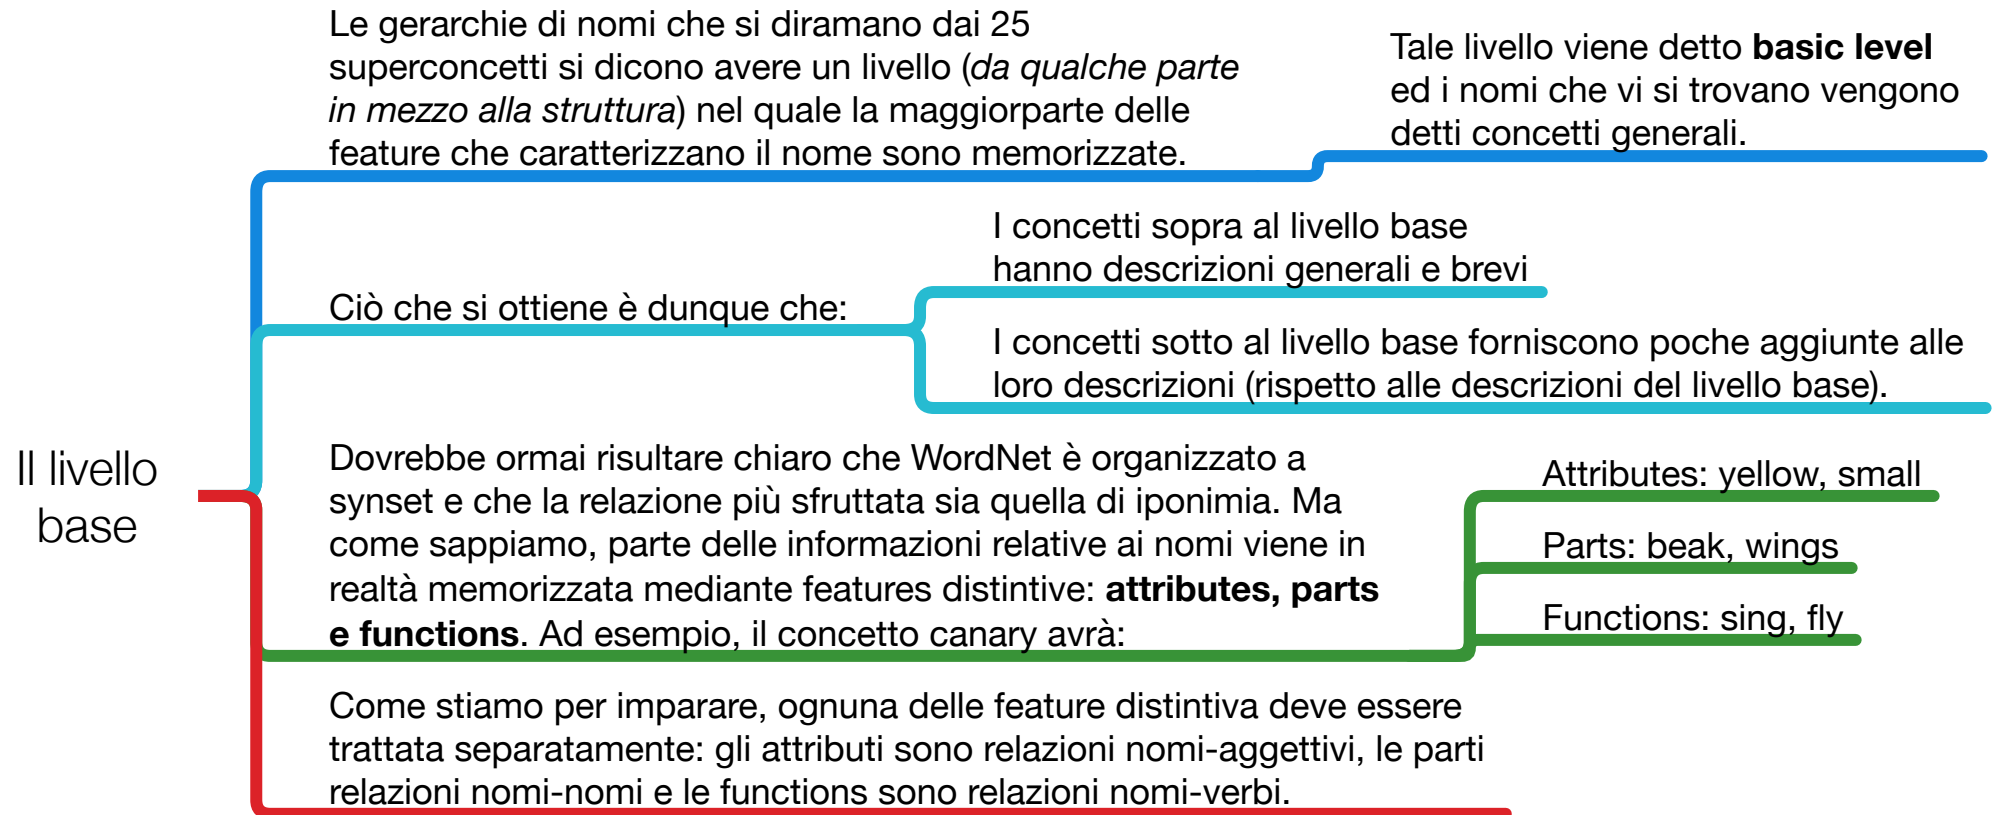 Il livello
base
Le gerarchie di nomi che si diramano dai 25
superconcetti si dicono avere un livello (da qualche parte
in mezzo alla struttura) nel quale la maggiorparte delle
feature che caratterizzano il nome sono memorizzate.
Tale livello viene detto basic level
ed i nomi che vi si trovano vengono
detti concetti generali.
Ciò che si ottiene è dunque che:
I concetti sopra al livello base
hanno descrizioni generali e brevi
I concetti sotto al livello base forniscono poche aggiunte alle
loro descrizioni (rispetto alle descrizioni del livello base).
Dovrebbe ormai risultare chiaro che WordNet è organizzato a
synset e che la relazione più sfruttata sia quella di iponimia. Ma
come sappiamo, parte delle informazioni relative ai nomi viene in
realtà memorizzata mediante features distintive: attributes, parts
e functions. Ad esempio, il concetto canary avrà:
Attributes: yellow, small
Parts: beak, wings
Functions: sing, fly
Come stiamo per imparare, ognuna delle feature distintiva deve essere
trattata separatamente: gli attributi sono relazioni nomi-aggettivi, le parti
relazioni nomi-nomi e le functions sono relazioni nomi-verbi.